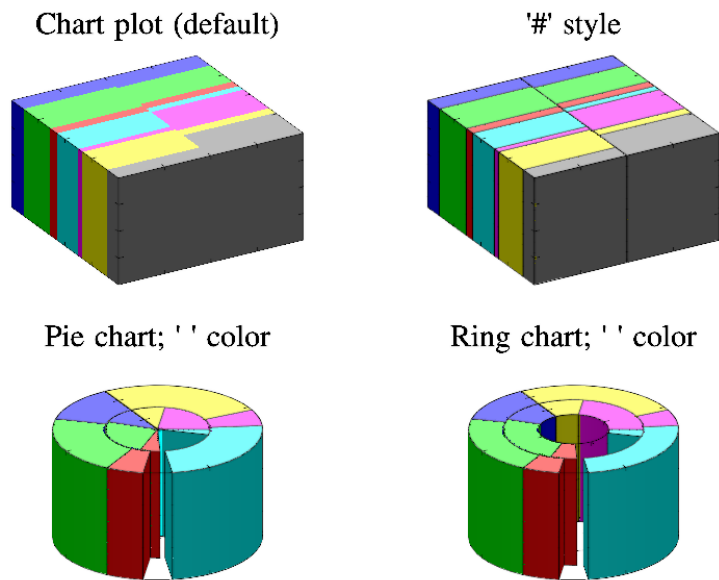 Chart plot (default)
'#' style
Pie chart; ' ' color
Ring chart; ' ' color